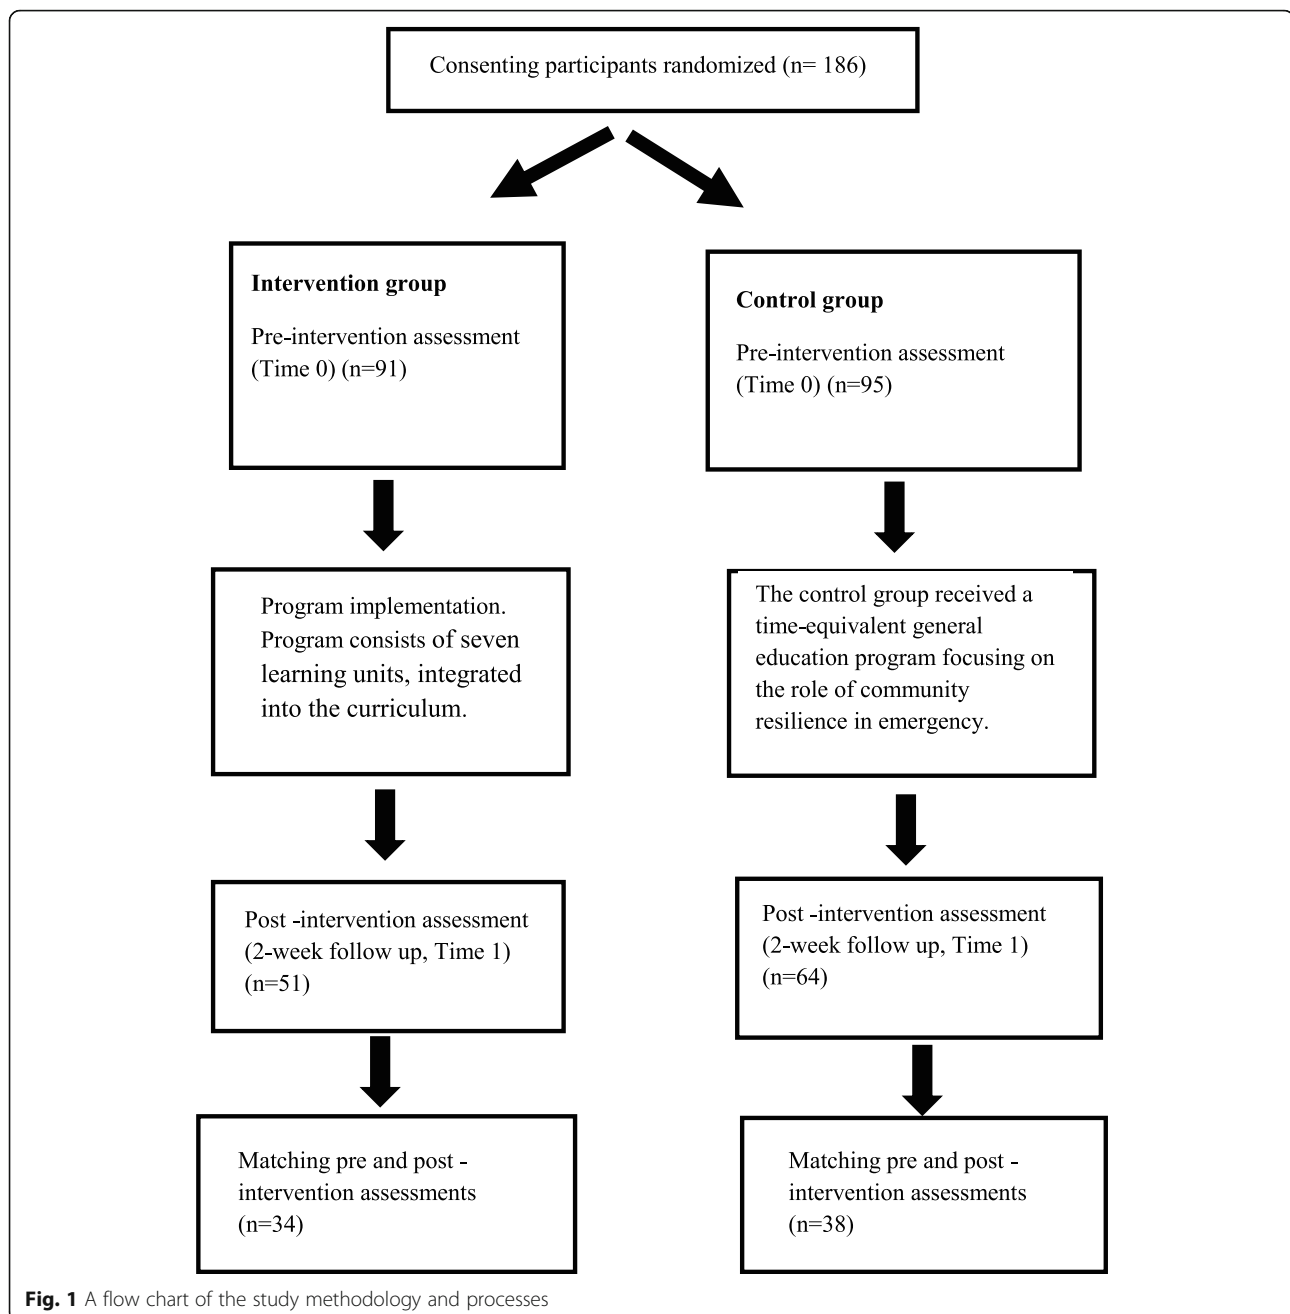 Consenting participants randomized (n= 186)
Intervention group
Pre-intervention assessment
(Time 0) (n=91)
Control group
Pre-intervention assessment
(Time 0) (n=95)
Program implementation.
Program consists of seven
learning units, integrated
into the curriculum.
The control group received a
time-equivalent general
education program focusing on
the role of community
resilience in emergency.
Post -intervention assessment
(2-week follow up, Time 1)
(n=51)
Post -intervention assessment
(2-week follow up, Time 1)
(n=64)
Matching pre and post -
intervention assessments
(n=34)
Matching pre and post -
intervention assessments
(n=38)
Fig. 1 A flow chart of the study methodology and processes